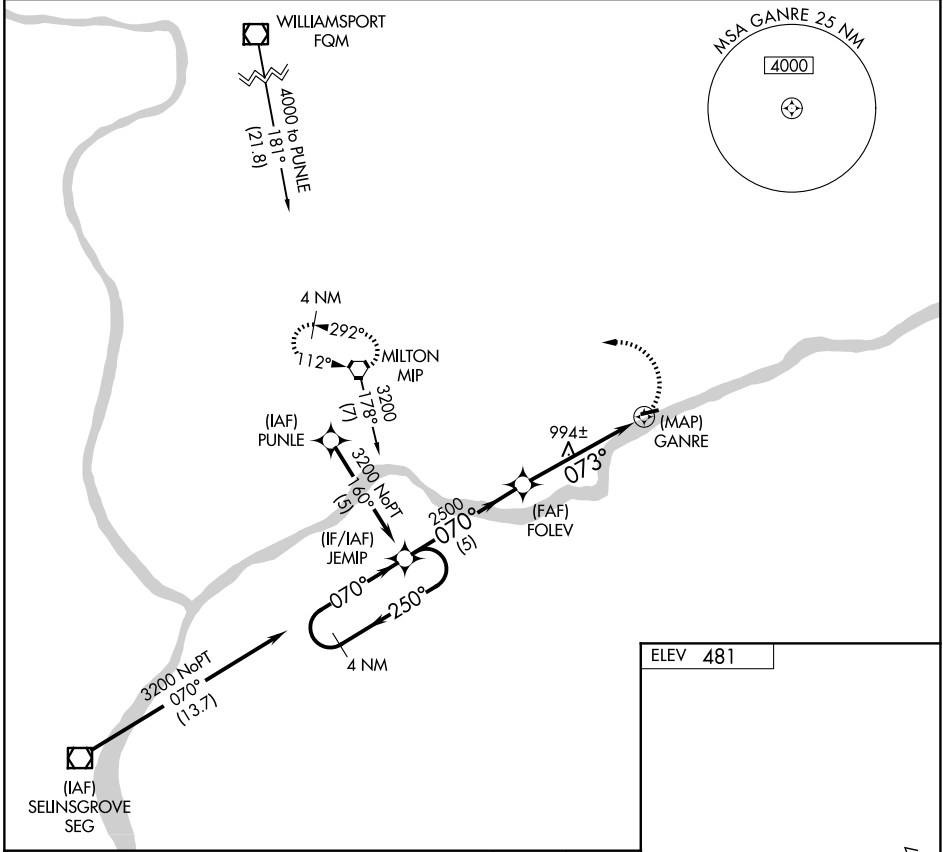 WILLIAMSPORT
FQM
4000 to PUNLE
181°
(21.8)
MSA GANRE 25 NM
4000
4 NM
292°
112°
MILTON
MIP
3200
178°
(7)
(IAF)
PUNLE
3200 NoPT
160°
(5)
994±
073°
(MAP)
GANRE
(FAF)
FOLEV
2500
070°
(5)
(IF/IAF)
JEMIP
070°
250°
4 NM
3200 NoPT
070°
(13.7)
(IAF)
SELINSGROVE
SEG
ELEV 481